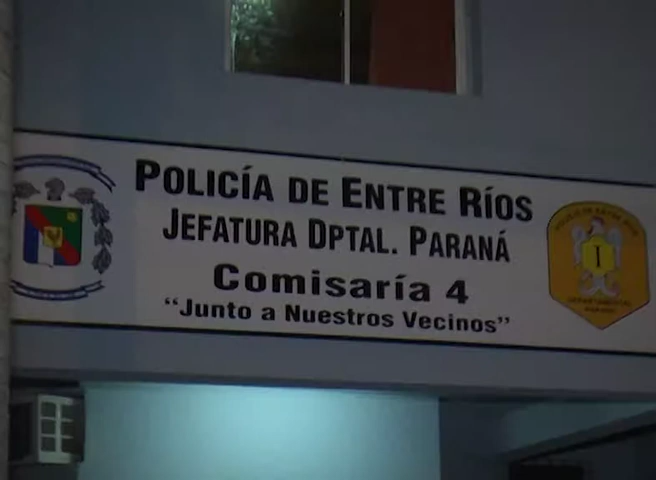 POLICÍA DE ENTRE RÍOS
JEFATURA DPTAL. PARANÁ
Comisaría 4
"Junto a Nuestros Vecinos"
I